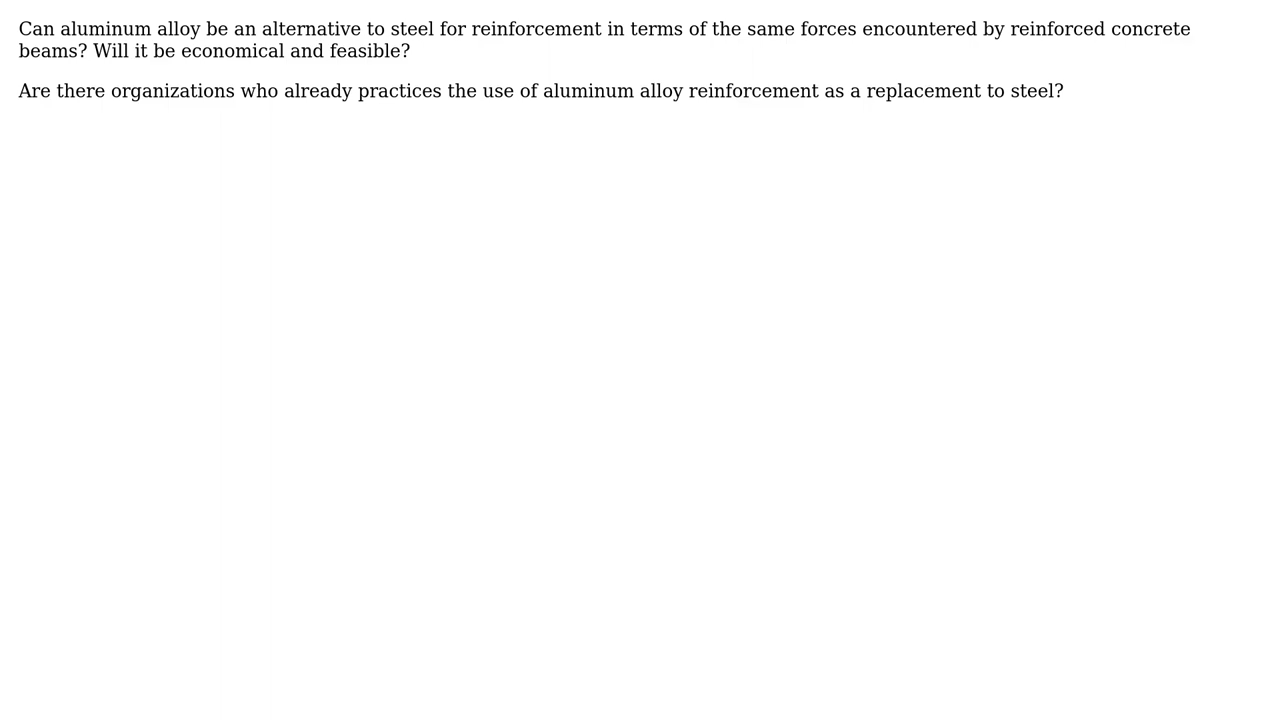 Can aluminum alloy be an alternative to steel for reinforcement in terms of the same forces encountered by reinforced concrete
beams? Will it be economical and feasible?
Are there organizations who already practices the use of aluminum alloy reinforcement as a replacement to steel?